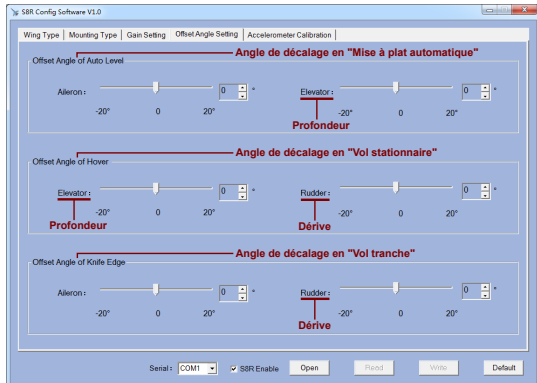 S8R Config Software V1.0
Wing Type Mounting Type Gain Setting Offset Angle Setting Accelerometer Calibration
Offset Angle of Auto Level Angle de décalage en "Mise à plat automatique"
Aileron : 0 ° Elevator : 0 °
-20° 0 20° -20° 0 20°
Profondeur
Offset Angle of Hover Angle de décalage en "Vol stationnaire"
Elevator : 0 ° Rudder : 0 °
-20° 0 20° -20° 0 20°
Profondeur Dérive
Offset Angle of Knife Edge Angle de décalage en "Vol tranche"
Aileron : 0 ° Rudder : 0 °
-20° 0 20° -20° 0 20°
Dérive
Serial : COM1 S8R Enable Open Read Write Default